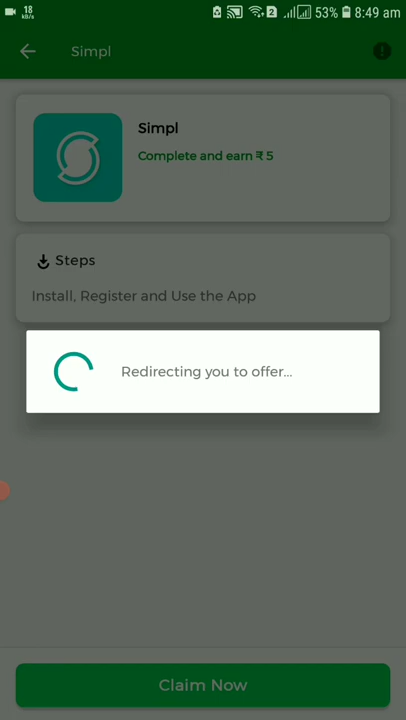 18
KB/s
2
53%
8:49 am
Simpl
Simpl
Complete and earn ₹ 5
Steps
Install, Register and Use the App
Redirecting you to offer...
Claim Now